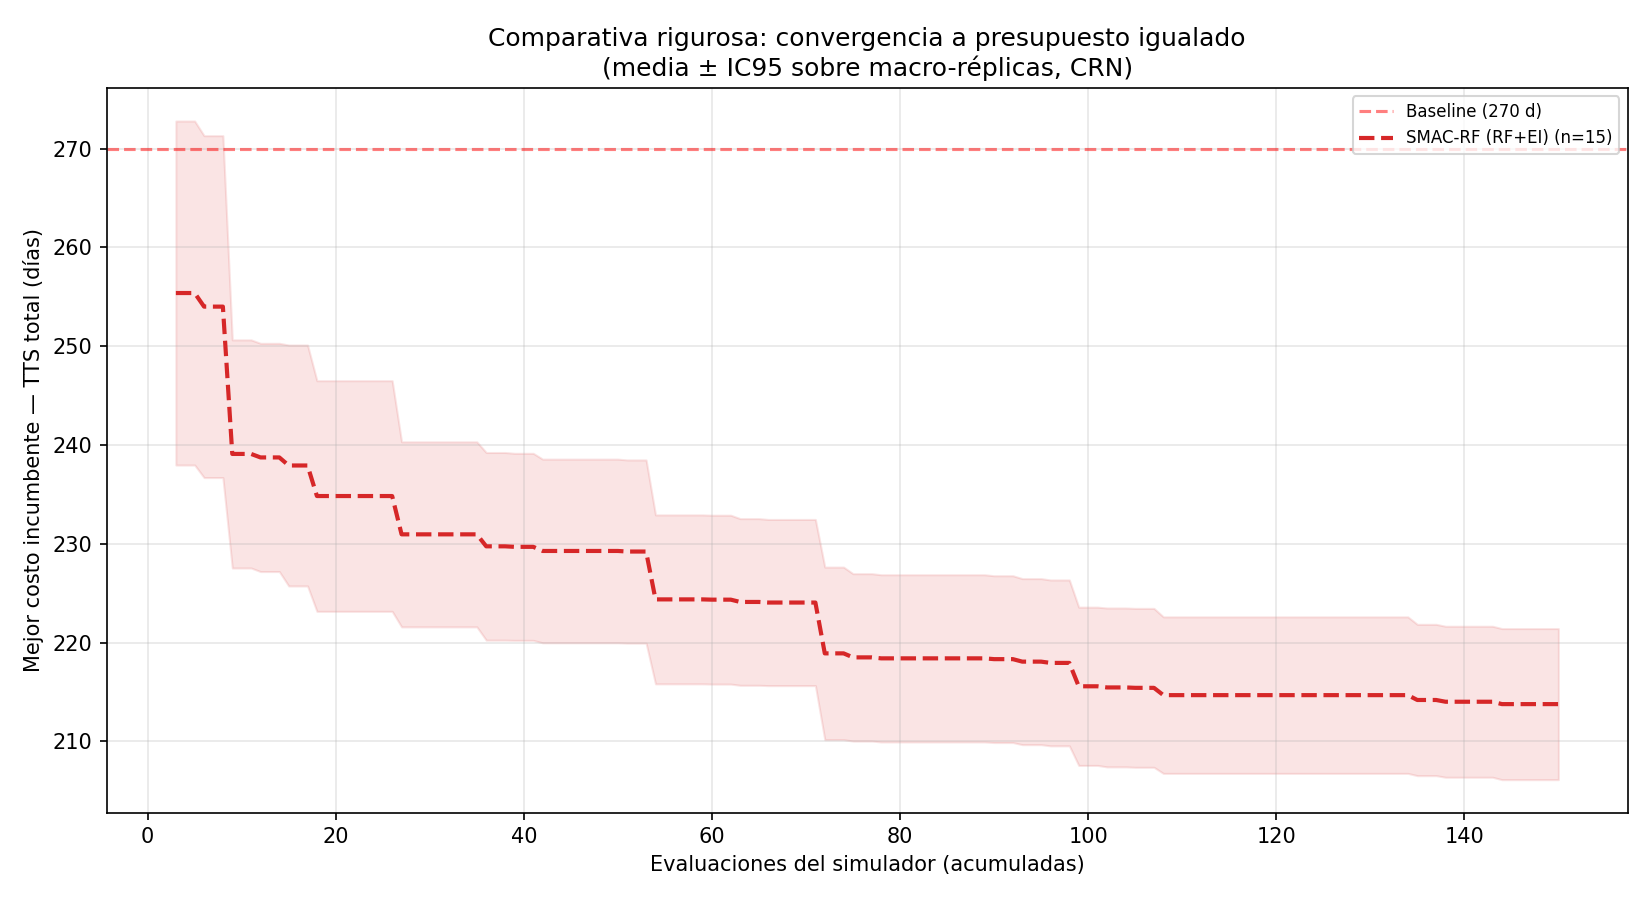 Comparativa rigurosa: convergencia a presupuesto igualado
(media ± IC95 sobre macro-réplicas, CRN)
Baseline (270 d)
SMAC-RF (RF+EI) (n=15)
Mejor costo incumbente — TTS total (días)
270
260
250
240
230
220
210
0
20
40
60
80
100
120
140
Evaluaciones del simulador (acumuladas)